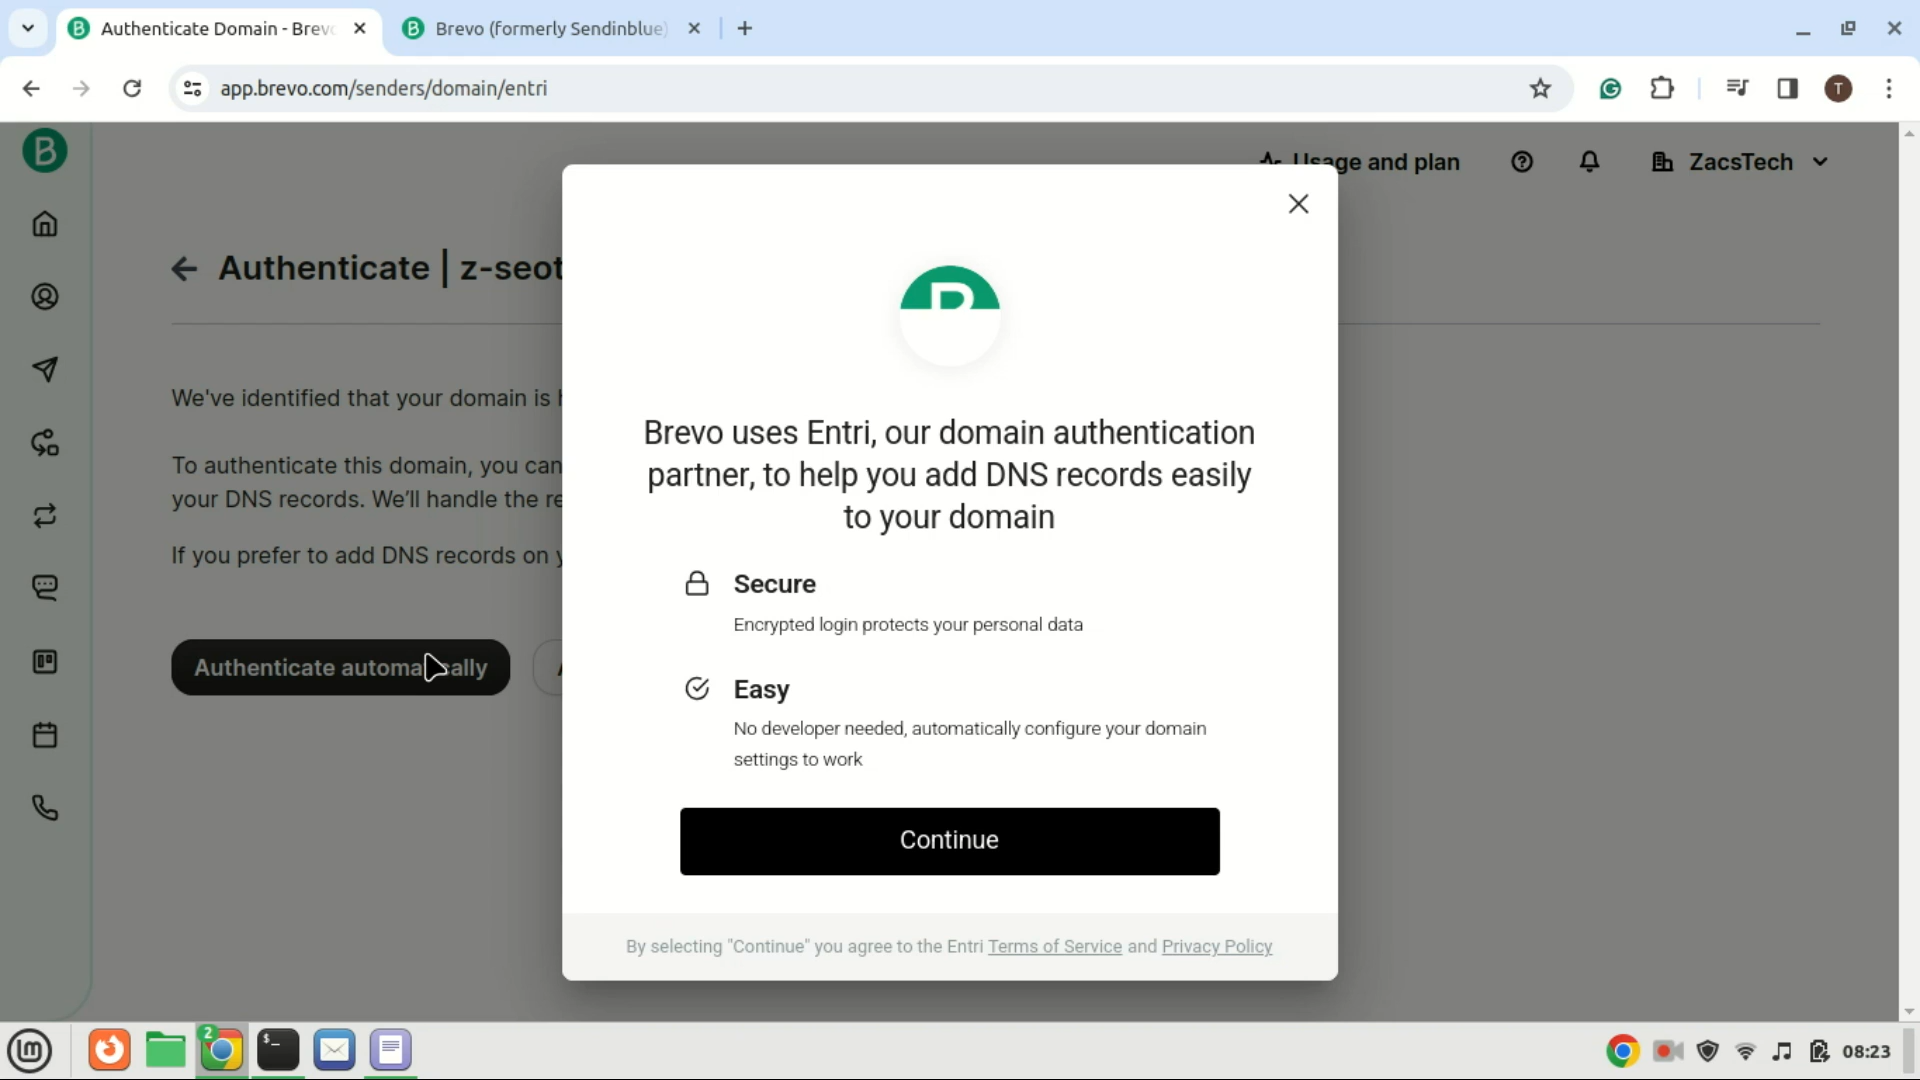 Authenticate Domain - Brevo
Brevo (formerly Sendinblue)
app.brevo.com/senders/domain/entri
T
B
Usage and plan
ZacsTech
Authenticate | z-seot
We've identified that your domain is
To authenticate this domain, you can
your DNS records. We'll handle the
If you prefer to add DNS records on
Authenticate automatically
Brevo uses Entri, our domain authentication
partner, to help you add DNS records easily
to your domain
Secure
Encrypted login protects your personal data
Easy
No developer needed, automatically configure your domain
settings to work
Continue
By selecting "Continue" you agree to the Entri Terms of Service and Privacy Policy
2
$_
08:23